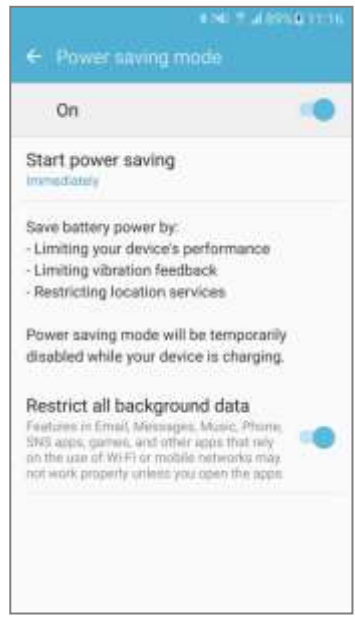 89% 11:16
Power saving mode
On
Start power saving
Immediately
Save battery power by:
- Limiting your device's performance
- Limiting vibration feedback
- Restricting location services
Power saving mode will be temporarily
disabled while your device is charging.
Restrict all background data
Features in Email, Messages, Music, Phone,
SNS apps, games, and other apps that rely
on the use of Wi-Fi or mobile networks may
not work properly unless you open the apps.